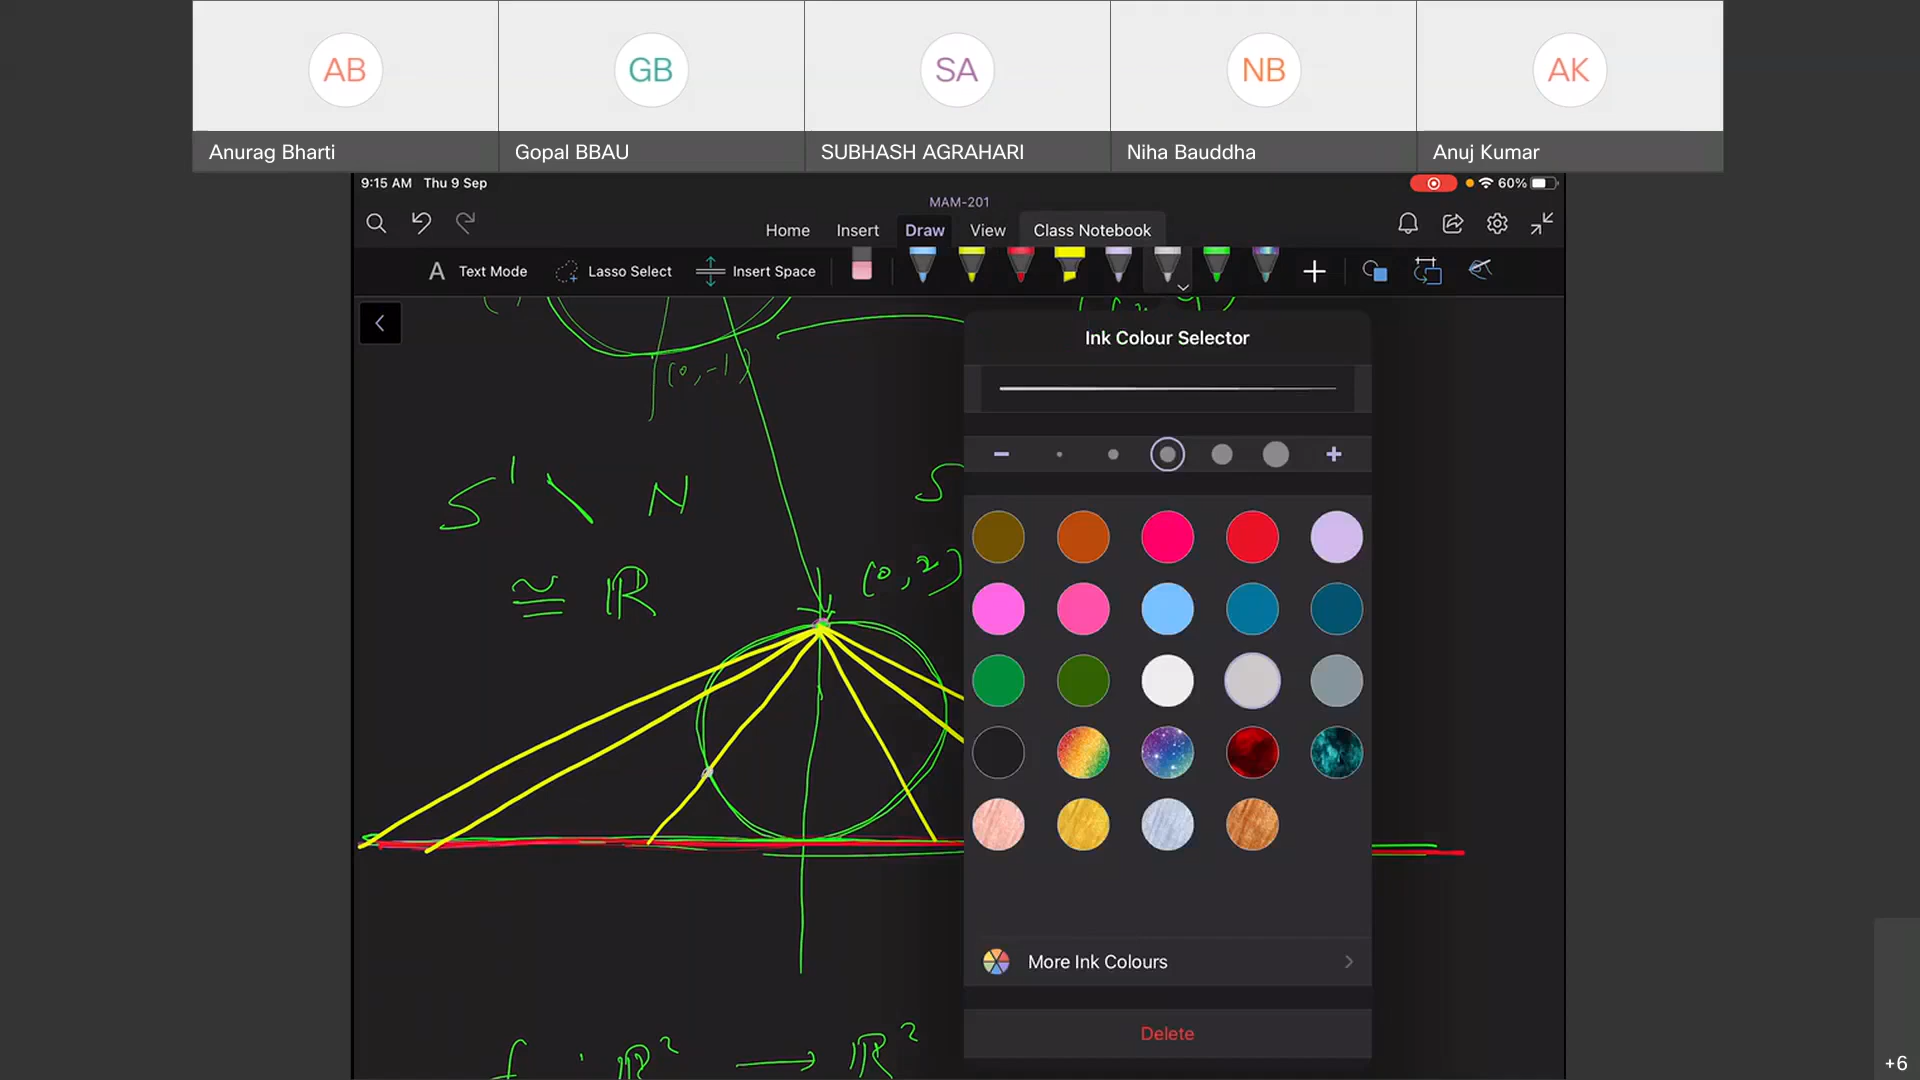 AB GB SA NB AK
Anurag Bharti Gopal BBAU SUBHASH AGRAHARI Niha Bauddha Anuj Kumar
9:15 AM Thu 9 Sep 60%
MAM-201
Home Insert Draw View Class Notebook
A Text Mode Lasso Select Insert Space
Ink Colour Selector
(0,-1)
S¹ \ N S
(0,2)
≅ ℝ
More Ink Colours
Delete
f : ℝ² → ℝ²
+6